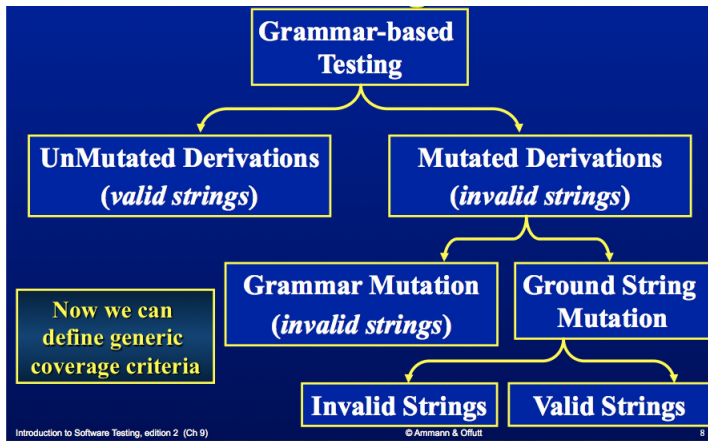 Grammar-based
Testing
UnMutated Derivations
(valid strings)
Mutated Derivations
(invalid strings)
Grammar Mutation
(invalid strings)
Ground String
Mutation
Now we can
define generic
coverage criteria
Invalid Strings
Valid Strings
Introduction to Software Testing, edition 2 (Ch 9)
© Ammann & Offutt
8